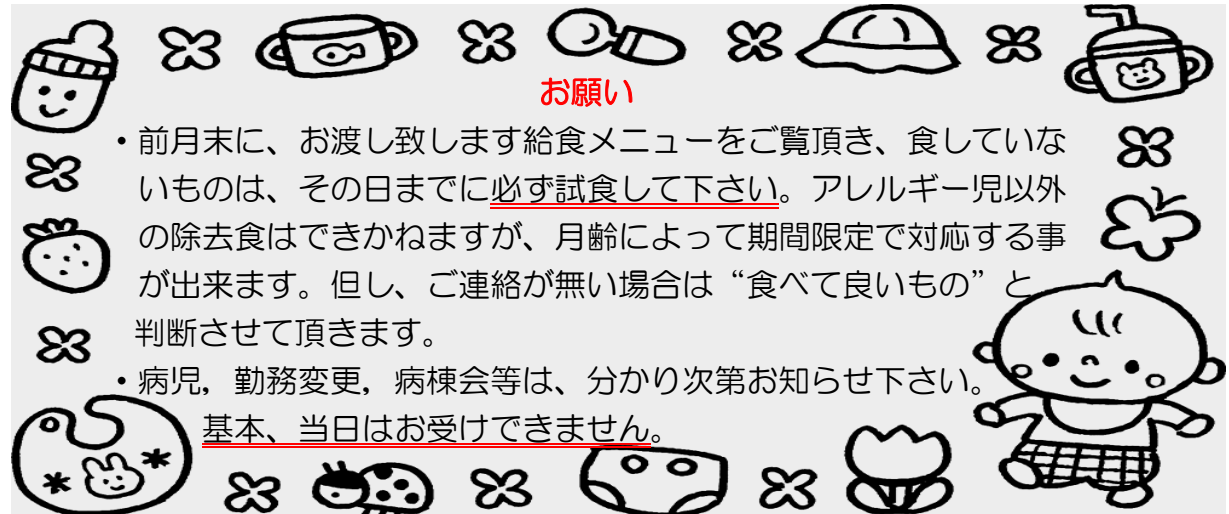 お願い
・前月末に、お渡し致します給食メニューをご覧頂き、食していな
いものは、その日までに必ず試食して下さい。アレルギー児以外
の除去食はできかねますが、月齢によって期間限定で対応する事
が出来ます。但し、ご連絡が無い場合は“食べて良いもの”と
判断させて頂きます。
・病児，勤務変更，病棟会等は、分かり次第お知らせ下さい。
基本、当日はお受けできません。